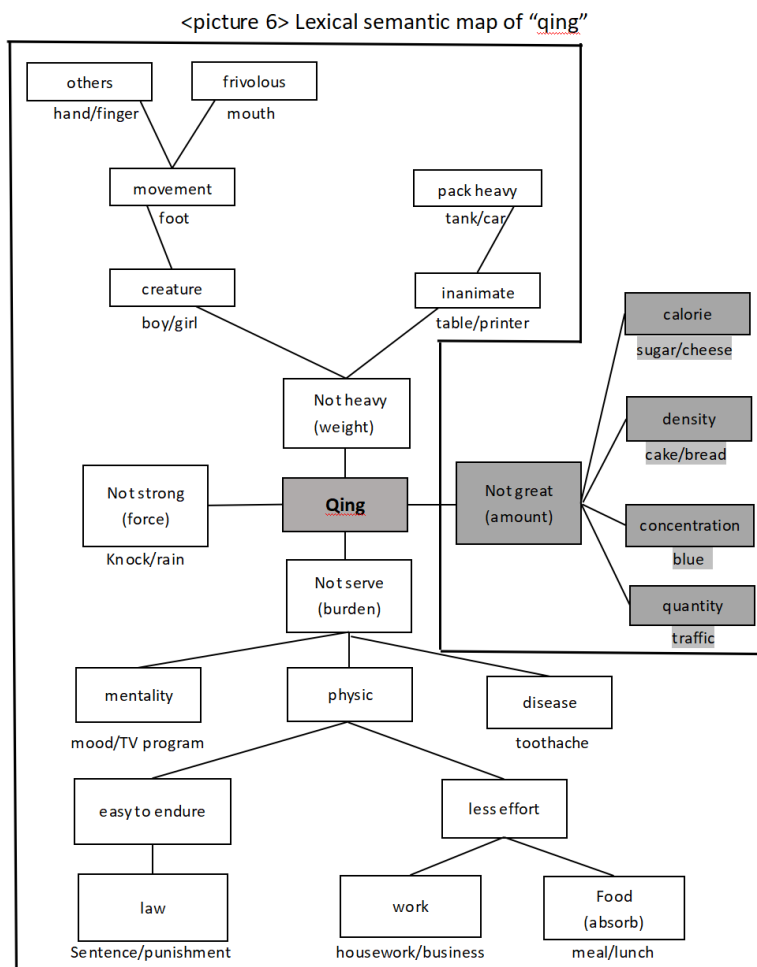 <picture 6> Lexical semantic map of “qing”
others
frivolous
hand/finger
mouth
movement
pack heavy
foot
tank/car
creature
inanimate
boy/girl
table/printer
calorie
sugar/cheese
Not heavy
(weight)
density
cake/bread
Not strong
(force)
Qing
Not great
(amount)
concentration
Knock/rain
blue
Not serve
(burden)
quantity
traffic
mentality
physic
disease
mood/TV program
toothache
easy to endure
less effort
law
work
Food
(absorb)
Sentence/punishment
housework/business
meal/lunch